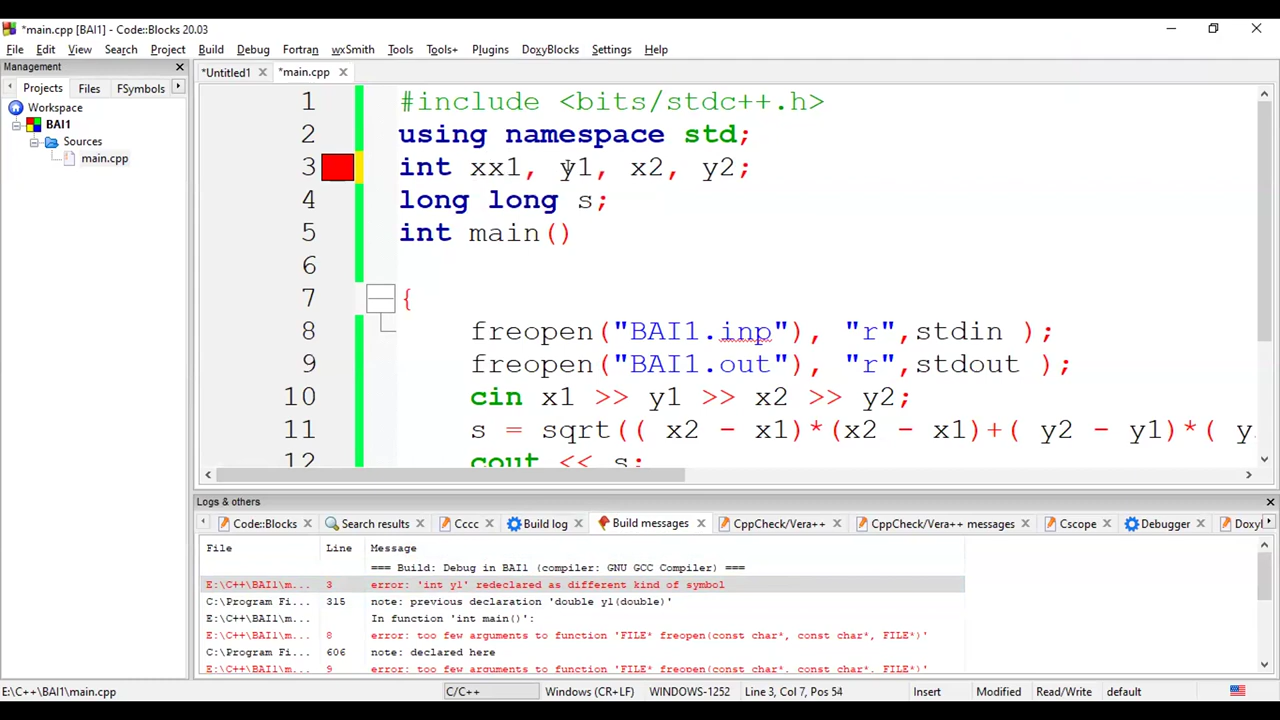 *main.cpp [BAI1] - Code::Blocks 20.03
File Edit View Search Project Build Debug Fortran wxSmith Tools Tools+ Plugins DoxyBlocks Settings Help
Management
Projects Files FSymbols
Workspace
BAI1
Sources
main.cpp
*Untitled1 *main.cpp
1 #include <bits/stdc++.h>
2 using namespace std;
3 int xx1, y1, x2, y2;
4 long long s;
5 int main()
6
7 {
8 freopen("BAI1.inp"), "r",stdin );
9 freopen("BAI1.out"), "r",stdout );
10 cin x1 >> y1 >> x2 >> y2;
11 s = sqrt(( x2 - x1)*(x2 - x1)+( y2 - y1)*( y
12 cout << s;
Logs & others
Code::Blocks Search results Cccc Build log Build messages CppCheck/Vera++ CppCheck/Vera++ messages Cscope Debugger Doxyl
File Line Message
=== Build: Debug in BAI1 (compiler: GNU GCC Compiler) ===
E:\C++\BAI1\m... 3 error: 'int y1' redeclared as different kind of symbol
C:\Program Fi... 315 note: previous declaration 'double y1(double)'
E:\C++\BAI1\m... In function 'int main()':
E:\C++\BAI1\m... 8 error: too few arguments to function 'FILE* freopen(const char*, const char*, FILE*)'
C:\Program Fi... 606 note: declared here
E:\C++\BAI1\m... 9 error: too few arguments to function 'FILE* freopen(const char*, const char*, FILE*)'
E:\C++\BAI1\main.cpp C/C++ Windows (CR+LF) WINDOWS-1252 Line 3, Col 7, Pos 54 Insert Modified Read/Write default